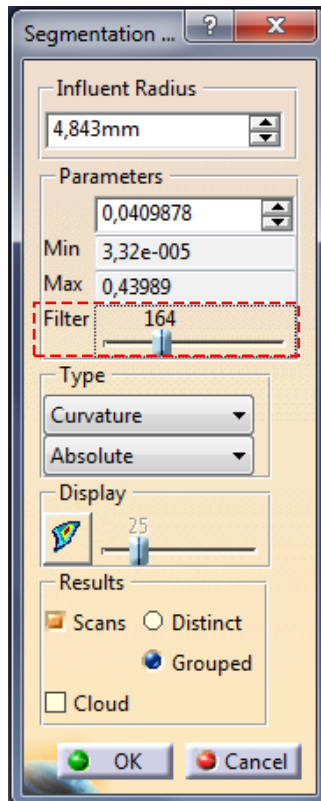 Segmentation ...
Influent Radius
4,843mm
Parameters
0,0409878
Min 3,32e-005
Max 0,43989
Filter 164
Type
Curvature
Absolute
Display
25
Results
Scans Distinct
Grouped
Cloud
OK Cancel